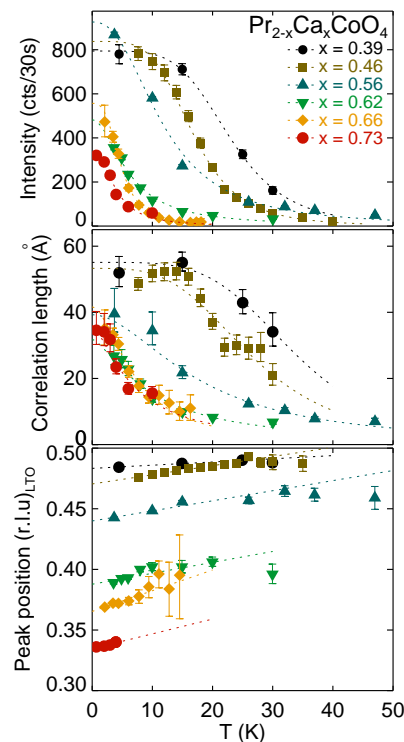 Pr2-xCaxCoO4
x = 0.39
x = 0.46
x = 0.56
x = 0.62
x = 0.66
x = 0.73
Intensity (cts/30s)
800
600
400
200
0
Correlation length (Å)
60
40
20
0
Peak position (r.l.u)LTO
0.50
0.45
0.40
0.35
0.30
0 10 20 30 40 50
T (K)